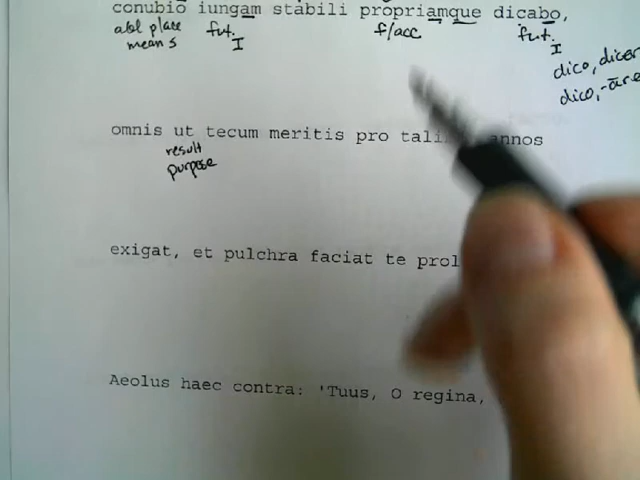 conubio iungam stabili propriamque dicabo,
abl place fut. f/acc fut.
means I I
dico, dicer
dico, -āre
omnis ut tecum meritis pro annos
result
purpose
exigat, et pulchra faciat te prol
Aeolus haec contra: 'Tuus, O regina,